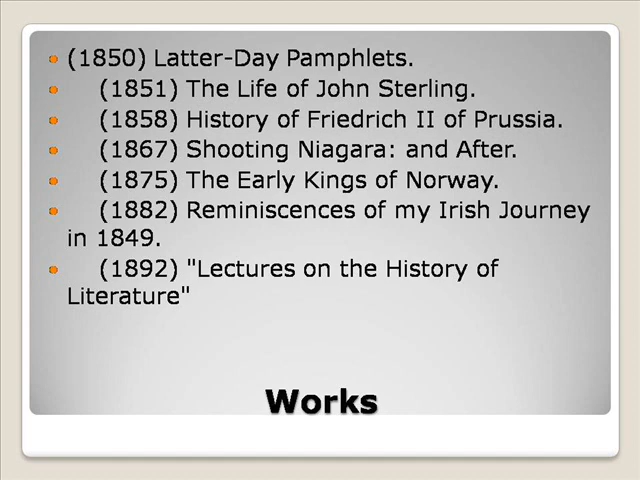 (1850) Latter-Day Pamphlets.
(1851) The Life of John Sterling.
(1858) History of Friedrich II of Prussia.
(1867) Shooting Niagara: and After.
(1875) The Early Kings of Norway.
(1882) Reminiscences of my Irish Journey
in 1849.
(1892) "Lectures on the History of
Literature"
Works